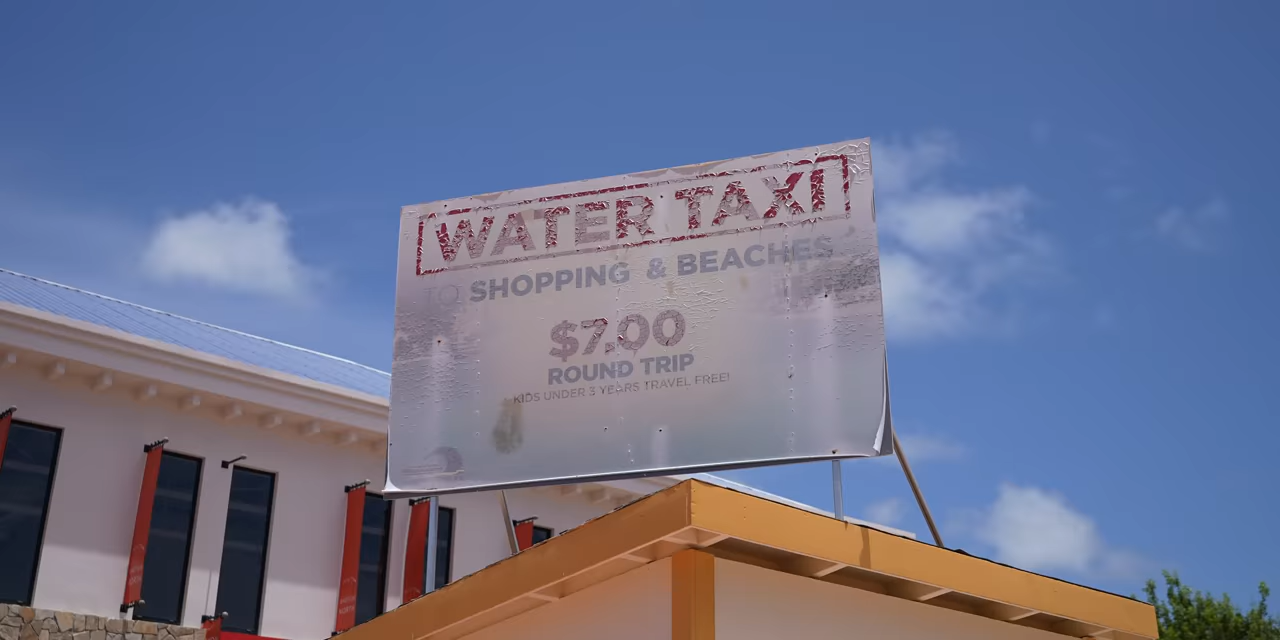 WATER TAXI
TO SHOPPING & BEACHES
$7.00
ROUND TRIP
KIDS UNDER 3 YEARS TRAVEL FREE!